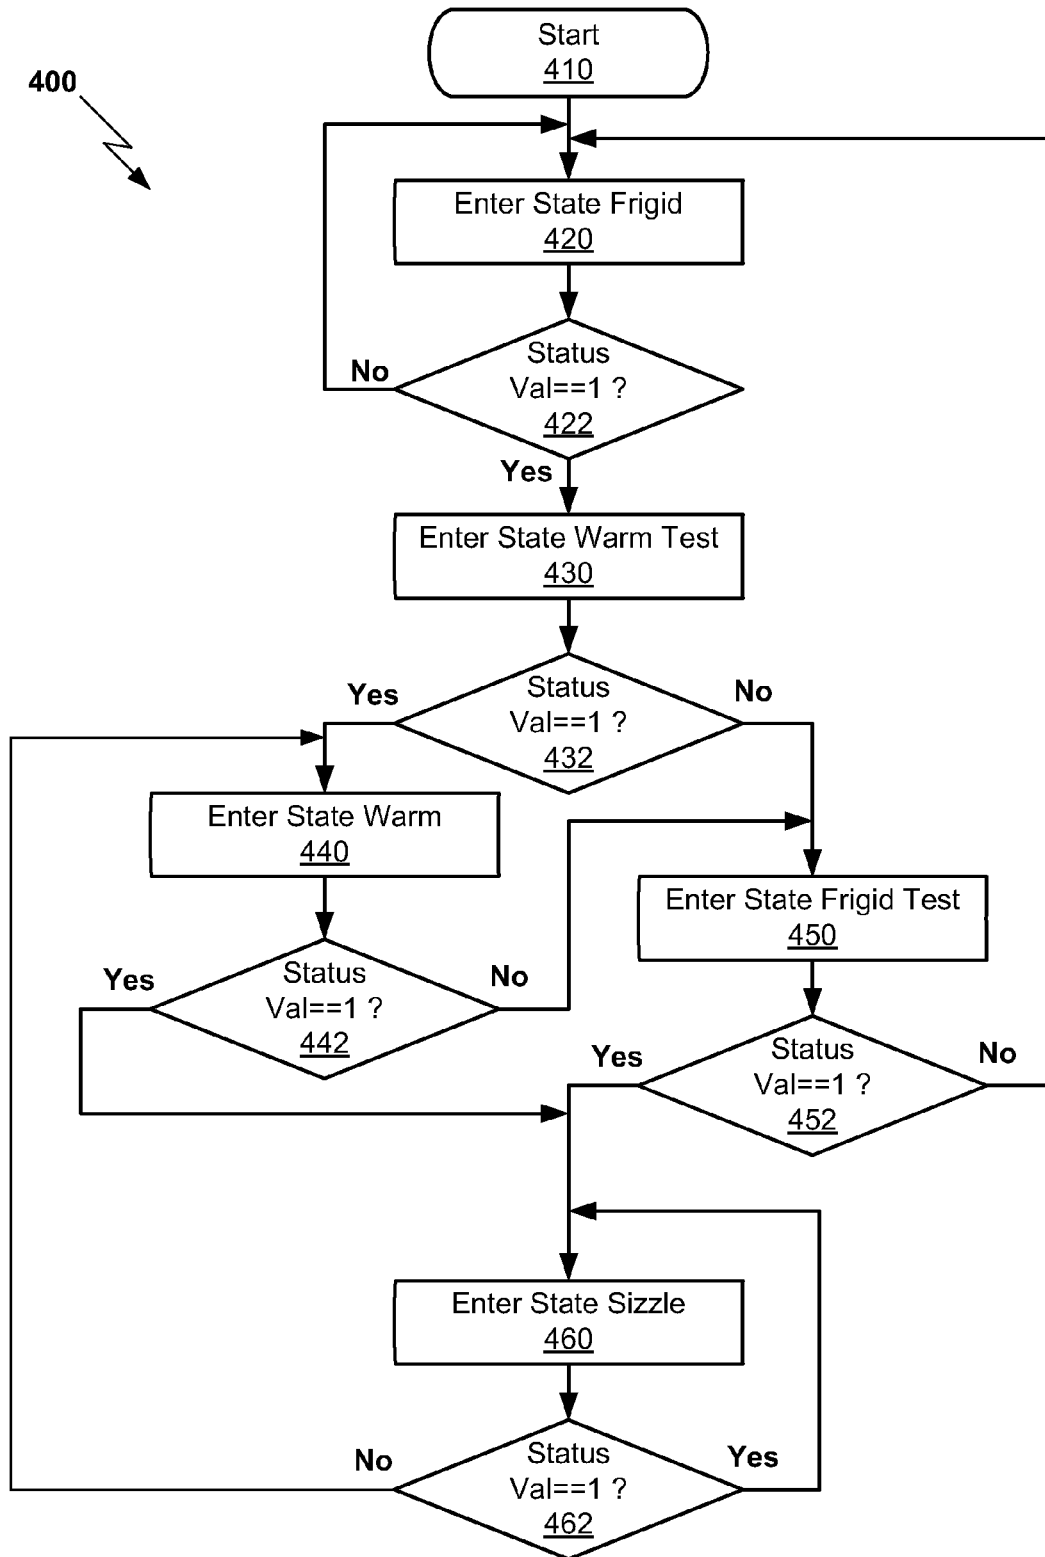 Start
410
400
Enter State Frigid
420
Status
Val==1 ?
422
No
Yes
Enter State Warm Test
430
Yes
Status
Val==1 ?
432
No
Enter State Warm
440
Enter State Frigid Test
450
Yes
Status
Val==1 ?
442
No
Yes
Status
Val==1 ?
452
No
Enter State Sizzle
460
No
Status
Val==1 ?
462
Yes